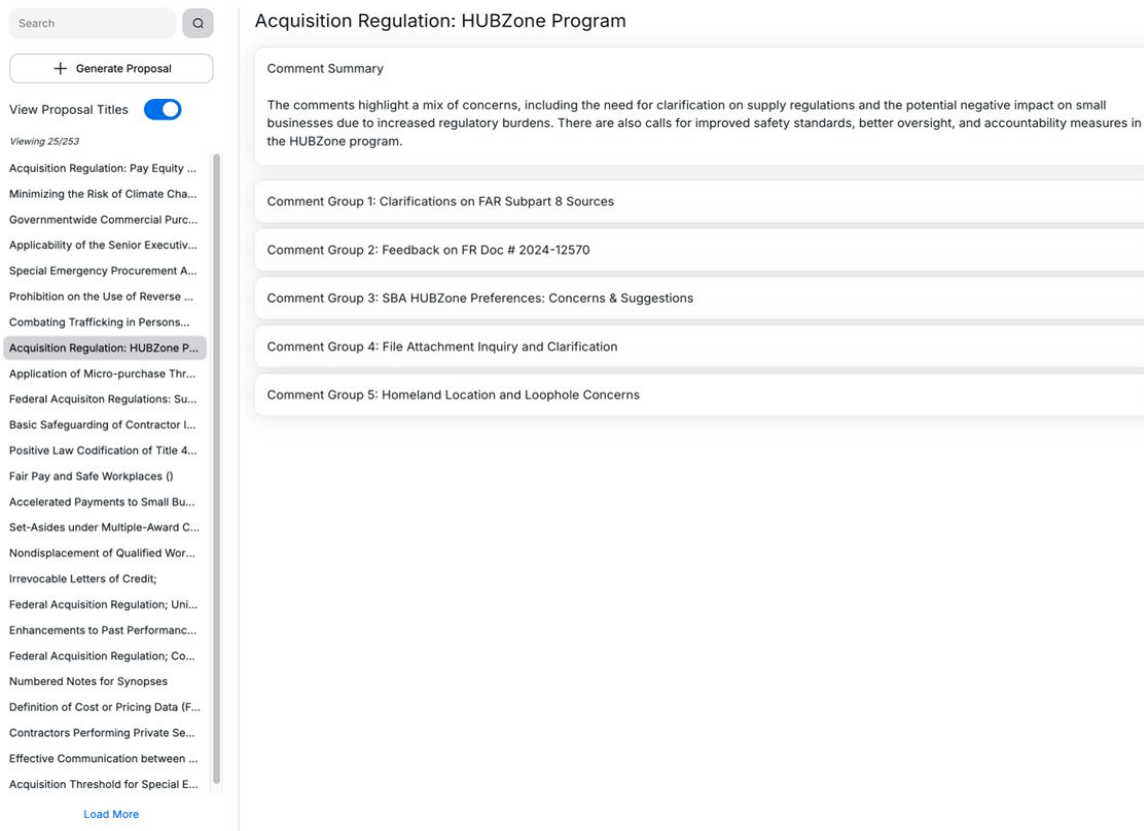 Search
Generate Proposal
View Proposal Titles
Viewing 25/253
Acquisition Regulation: Pay Equity ...
Minimizing the Risk of Climate Cha...
Governmentwide Commercial Purc...
Applicability of the Senior Executiv...
Special Emergency Procurement A...
Prohibition on the Use of Reverse ...
Combating Trafficking in Persons...
Acquisition Regulation: HUBZone P...
Application of Micro-purchase Thr...
Federal Acquisiton Regulations: Su...
Basic Safeguarding of Contractor I...
Positive Law Codification of Title 4...
Fair Pay and Safe Workplaces ()
Accelerated Payments to Small Bu...
Set-Asides under Multiple-Award C...
Nondisplacement of Qualified Wor...
Irrevocable Letters of Credit;
Federal Acquisition Regulation; Uni...
Enhancements to Past Performanc...
Federal Acquisition Regulation; Co...
Numbered Notes for Synopses
Definition of Cost or Pricing Data (F...
Contractors Performing Private Se...
Effective Communication between ...
Acquisition Threshold for Special E...
Load More
Acquisition Regulation: HUBZone Program
Comment Summary
The comments highlight a mix of concerns, including the need for clarification on supply regulations and the potential negative impact on small
businesses due to increased regulatory burdens. There are also calls for improved safety standards, better oversight, and accountability measures in
the HUBZone program.
Comment Group 1: Clarifications on FAR Subpart 8 Sources
Comment Group 2: Feedback on FR Doc # 2024-12570
Comment Group 3: SBA HUBZone Preferences: Concerns & Suggestions
Comment Group 4: File Attachment Inquiry and Clarification
Comment Group 5: Homeland Location and Loophole Concerns